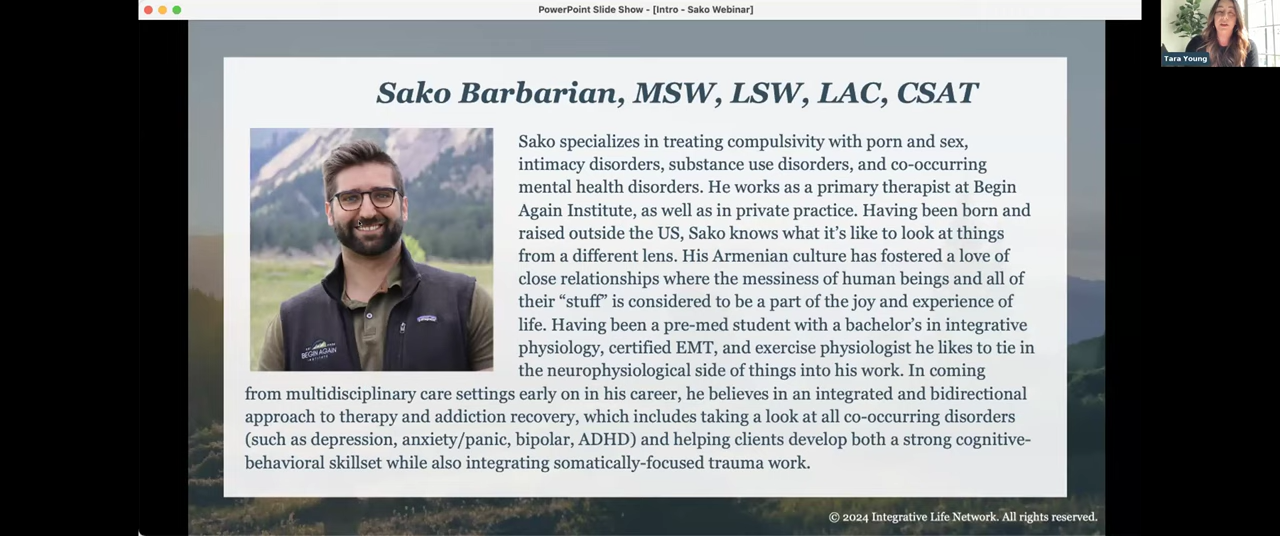 PowerPoint Slide Show - [Intro - Sako Webinar]
Tara Young
Sako Barbarian, MSW, LSW, LAC, CSAT
Sako specializes in treating compulsivity with porn and sex,
intimacy disorders, substance use disorders, and co-occurring
mental health disorders. He works as a primary therapist at Begin
Again Institute, as well as in private practice. Having been born and
raised outside the US, Sako knows what it’s like to look at things
from a different lens. His Armenian culture has fostered a love of
close relationships where the messiness of human beings and all of
their “stuff” is considered to be a part of the joy and experience of
life. Having been a pre-med student with a bachelor’s in integrative
physiology, certified EMT, and exercise physiologist he likes to tie in
the neurophysiological side of things into his work. In coming
from multidisciplinary care settings early on in his career, he believes in an integrated and bidirectional
approach to therapy and addiction recovery, which includes taking a look at all co-occurring disorders
(such as depression, anxiety/panic, bipolar, ADHD) and helping clients develop both a strong cognitive-
behavioral skillset while also integrating somatically-focused trauma work.
BEGIN AGAIN
INSTITUTE
© 2024 Integrative Life Network. All rights reserved.